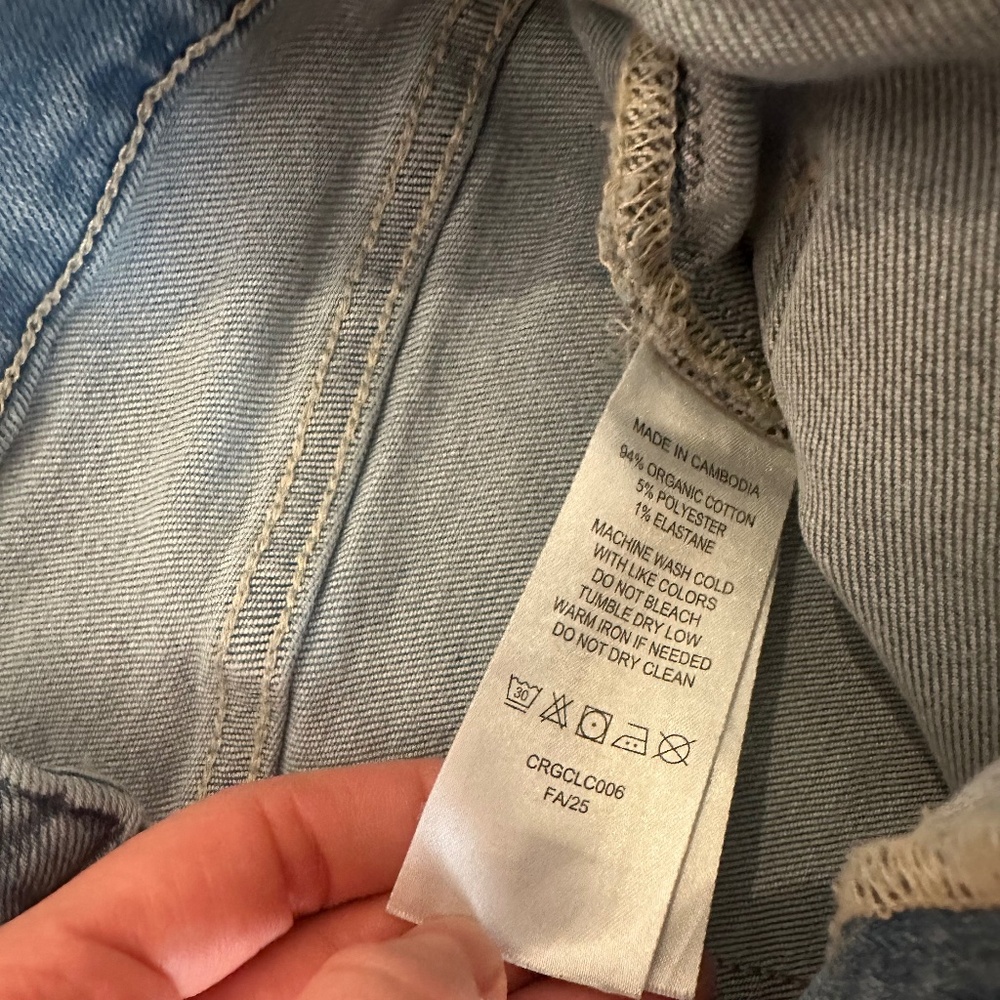 MADE IN CAMBODIA
94% ORGANIC COTTON
5% POLYESTER
1% ELASTANE
MACHINE WASH COLD
WITH LIKE COLORS
DO NOT BLEACH
TUMBLE DRY LOW
WARM IRON IF NEEDED
DO NOT DRY CLEAN
30
CRGCLC006
FA/25